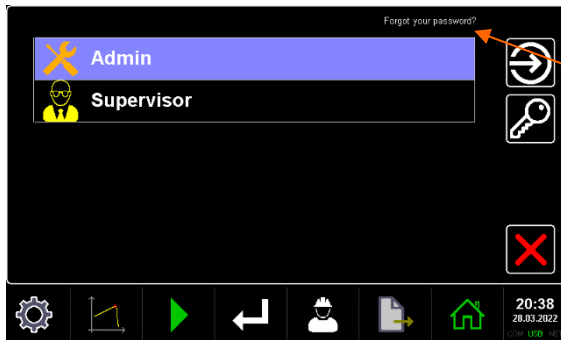 Forgot your password?
Admin
Supervisor
20:38
28.03.2022
COM USB NET